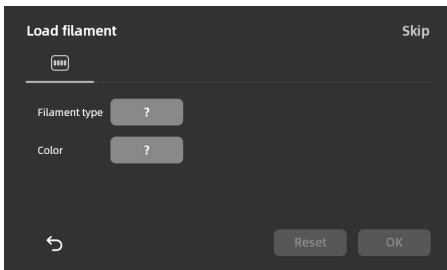 Load filament
Skip
Filament type
?
Color
?
Reset
OK